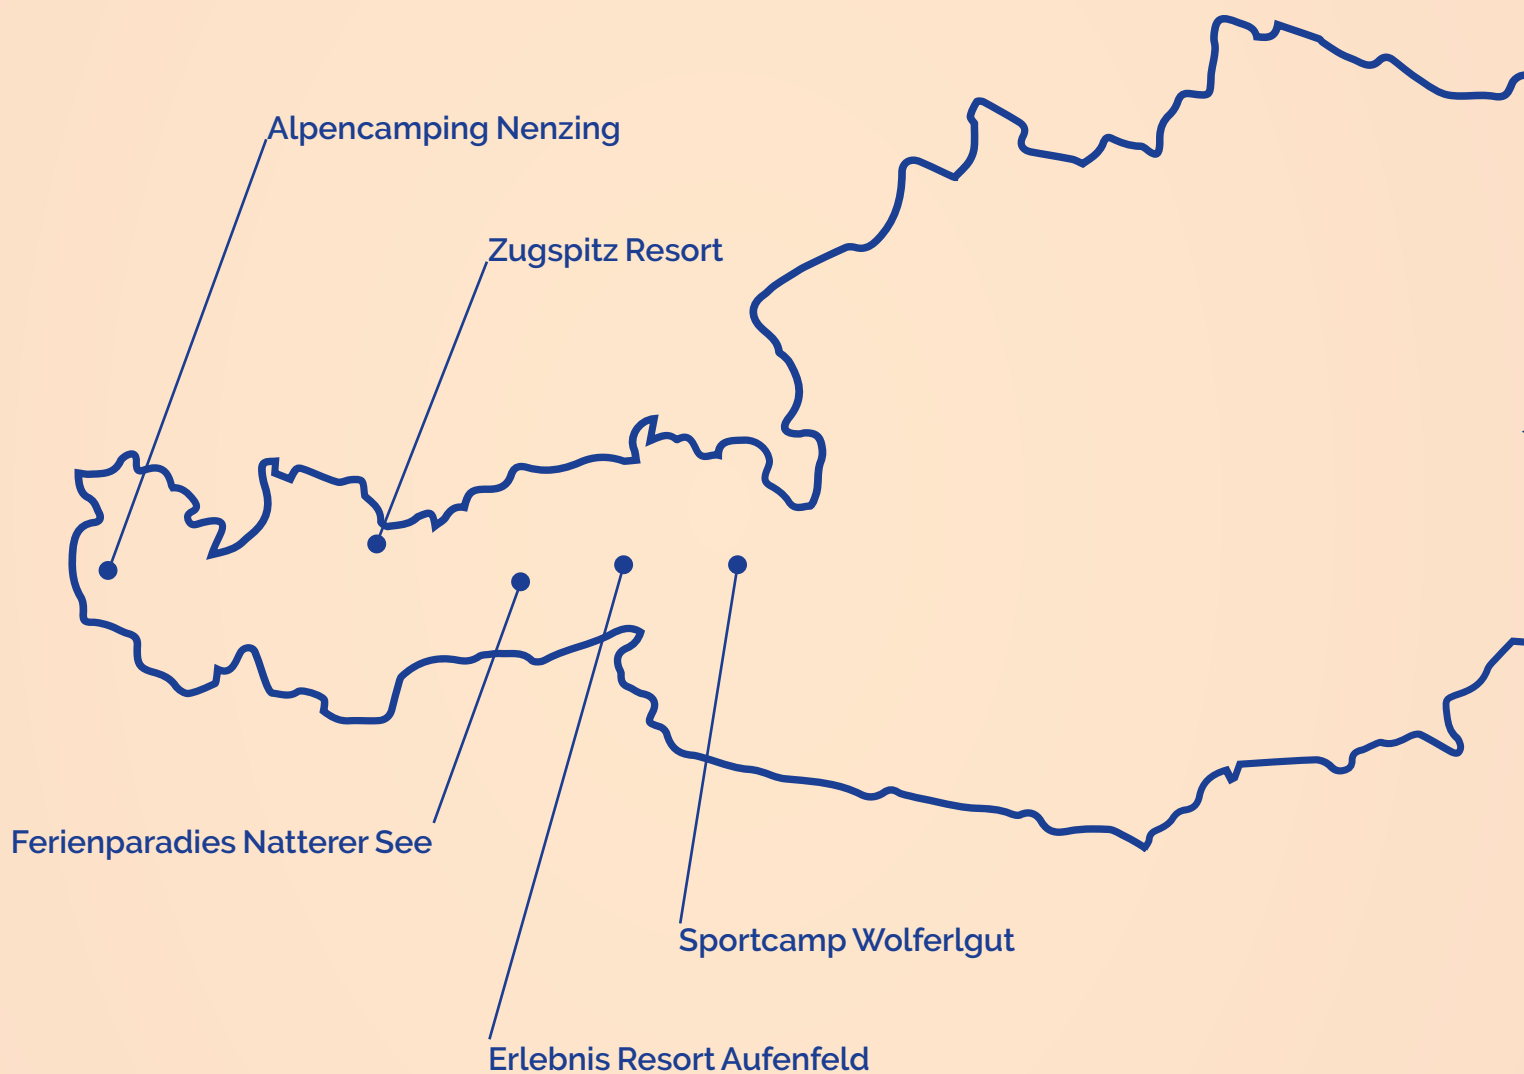 Alpencamping Nenzing
Zugspitz Resort
Ferienparadies Natterer See
Sportcamp Wolferlgut
Erlebnis Resort Aufenfeld